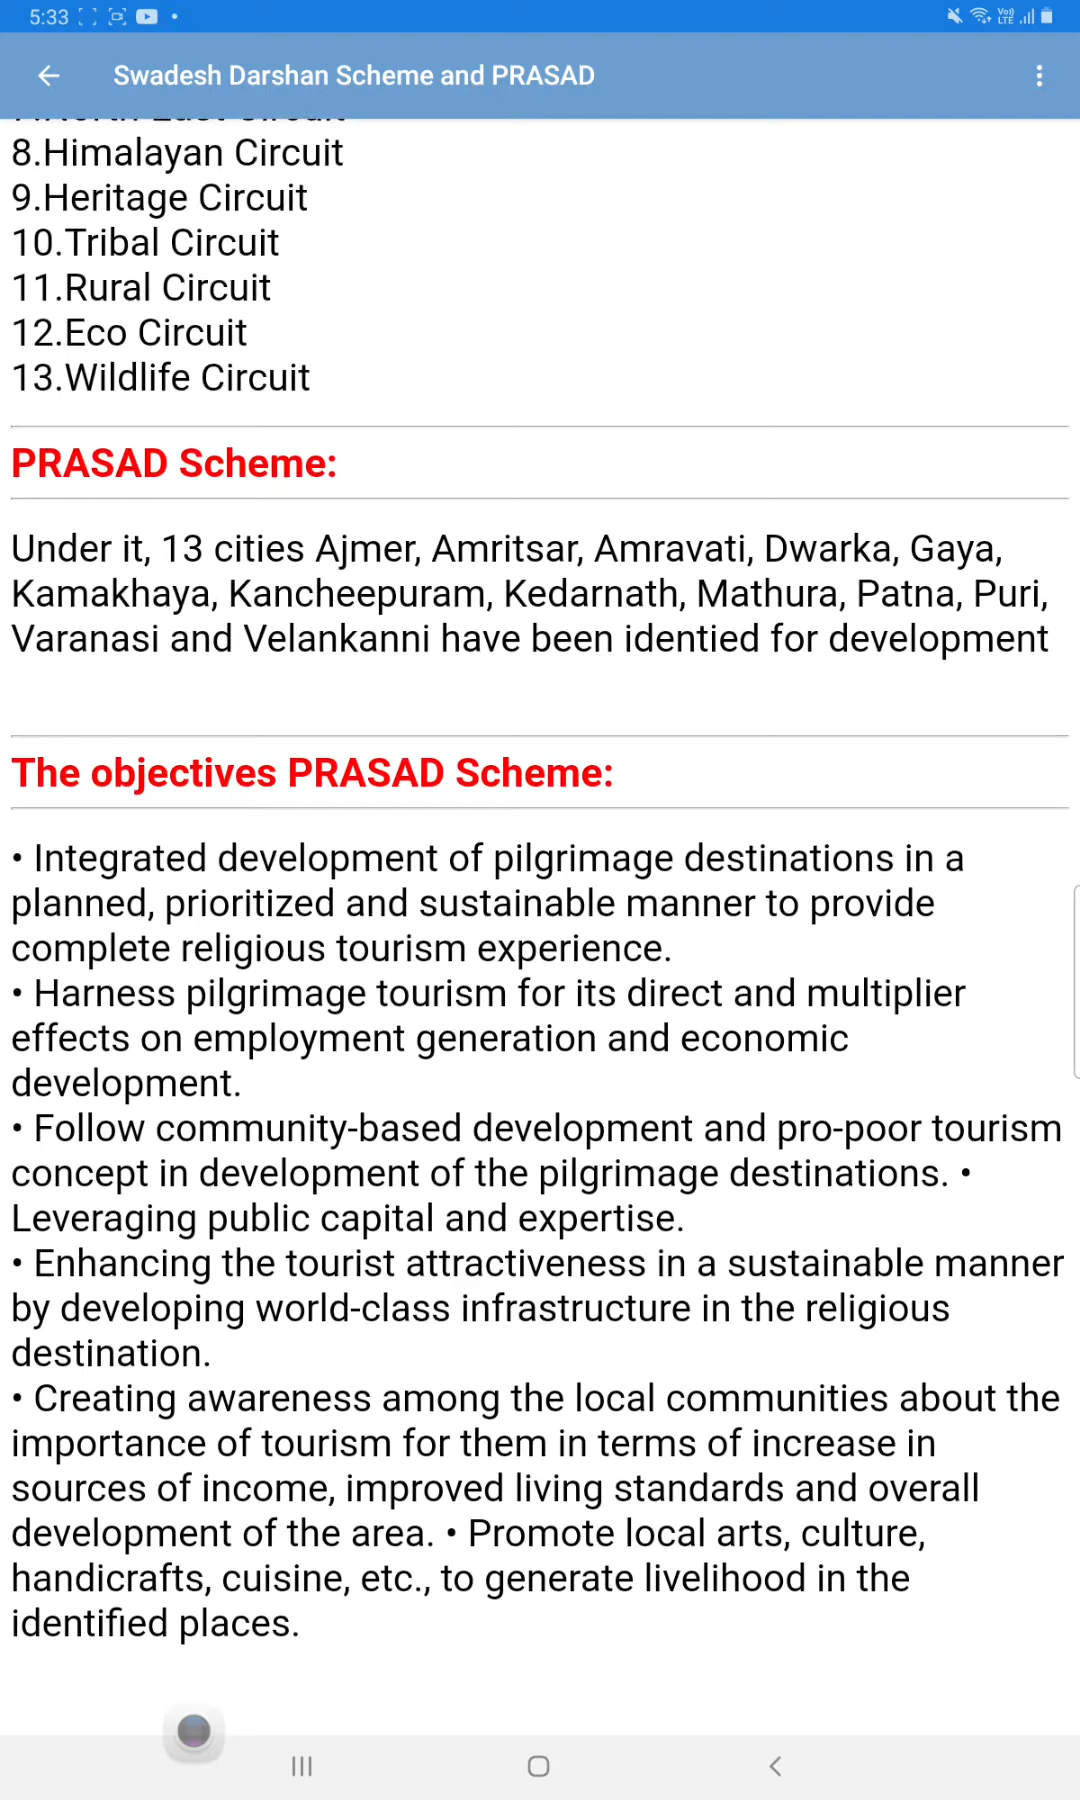 5:33
Swadesh Darshan Scheme and PRASAD
8.Himalayan Circuit
9.Heritage Circuit
10.Tribal Circuit
11.Rural Circuit
12.Eco Circuit
13.Wildlife Circuit
PRASAD Scheme:
Under it, 13 cities Ajmer, Amritsar, Amravati, Dwarka, Gaya,
Kamakhaya, Kancheepuram, Kedarnath, Mathura, Patna, Puri,
Varanasi and Velankanni have been identied for development
The objectives PRASAD Scheme:
• Integrated development of pilgrimage destinations in a
planned, prioritized and sustainable manner to provide
complete religious tourism experience.
• Harness pilgrimage tourism for its direct and multiplier
effects on employment generation and economic
development.
• Follow community-based development and pro-poor tourism
concept in development of the pilgrimage destinations. •
Leveraging public capital and expertise.
• Enhancing the tourist attractiveness in a sustainable manner
by developing world-class infrastructure in the religious
destination.
• Creating awareness among the local communities about the
importance of tourism for them in terms of increase in
sources of income, improved living standards and overall
development of the area. • Promote local arts, culture,
handicrafts, cuisine, etc., to generate livelihood in the
identified places.